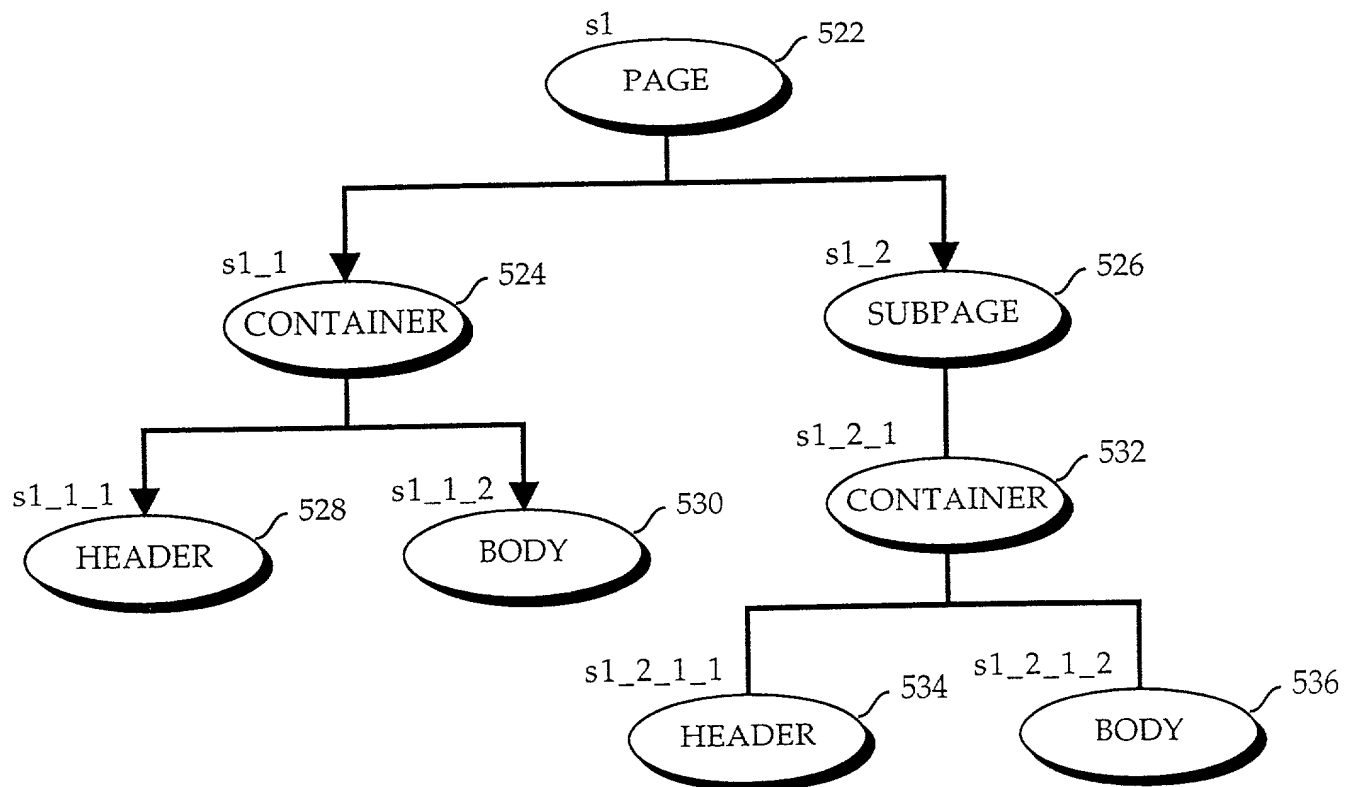 s1
522
PAGE
s1_1
524
CONTAINER
s1_2
526
SUBPAGE
s1_1_1
528
HEADER
s1_1_2
530
BODY
s1_2_1
532
CONTAINER
s1_2_1_1
534
HEADER
s1_2_1_2
536
BODY